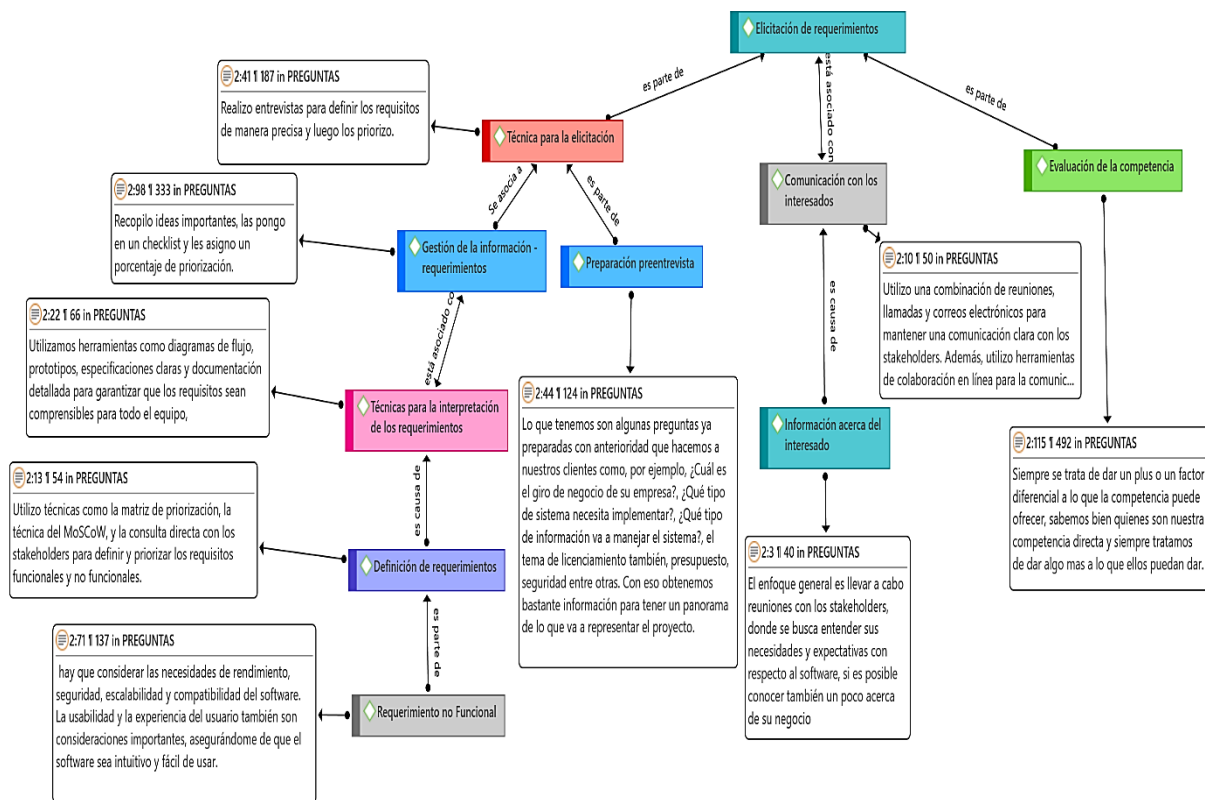 Elicitación de requerimientos
es parte de
está asociado con
es parte de
2:41 ¶ 187 in PREGUNTAS
Realizo entrevistas para definir los requisitos
de manera precisa y luego los priorizo.
Técnica para la elicitación
Comunicación con los
interesados
Evaluación de la competencia
2:98 ¶ 333 in PREGUNTAS
Recopilo ideas importantes, las pongo
en un checklist y les asigno un
porcentaje de priorización.
Se asocia a
es parte de
Gestión de la información -
requerimientos
Preparación preentrevista
2:10 ¶ 50 in PREGUNTAS
Utilizo una combinación de reuniones,
llamadas y correos electrónicos para
mantener una comunicación clara con los
stakeholders. Además, utilizo herramientas
de colaboración en línea para la comunic...
es causa de
2:22 ¶ 66 in PREGUNTAS
Utilizamos herramientas como diagramas de flujo,
prototipos, especificaciones claras y documentación
detallada para garantizar que los requisitos sean
comprensibles para todo el equipo,
está asociado co
Técnicas para la interpretación
de los requerimientos
2:44 ¶ 124 in PREGUNTAS
Lo que tenemos son algunas preguntas ya
preparadas con anterioridad que hacemos a
nuestros clientes como, por ejemplo, ¿Cuál es
el giro de negocio de su empresa?, ¿Qué tipo
de sistema necesita implementar?, ¿Qué tipo
de información va a manejar el sistema?, el
tema de licenciamiento también, presupuesto,
seguridad entre otras. Con eso obtenemos
bastante información para tener un panorama
de lo que va a representar el proyecto.
Información acerca del
interesado
2:115 ¶ 492 in PREGUNTAS
Siempre se trata de dar un plus o un factor
diferencial a lo que la competencia puede
ofrecer, sabemos bien quienes son nuestra
competencia directa y siempre tratamos
de dar algo mas a lo que ellos puedan dar.
2:13 ¶ 54 in PREGUNTAS
Utilizo técnicas como la matriz de priorización, la
técnica del MoSCoW, y la consulta directa con los
stakeholders para definir y priorizar los requisitos
funcionales y no funcionales.
es causa de
Definición de requerimientos
2:3 ¶ 40 in PREGUNTAS
El enfoque general es llevar a cabo
reuniones con los stakeholders,
donde se busca entender sus
necesidades y expectativas con
respecto al software, si es posible
conocer también un poco acerca
de su negocio
2:71 ¶ 137 in PREGUNTAS
hay que considerar las necesidades de rendimiento,
seguridad, escalabilidad y compatibilidad del software.
La usabilidad y la experiencia del usuario también son
consideraciones importantes, asegurándome de que el
software sea intuitivo y fácil de usar.
es parte de
Requerimiento no Funcional